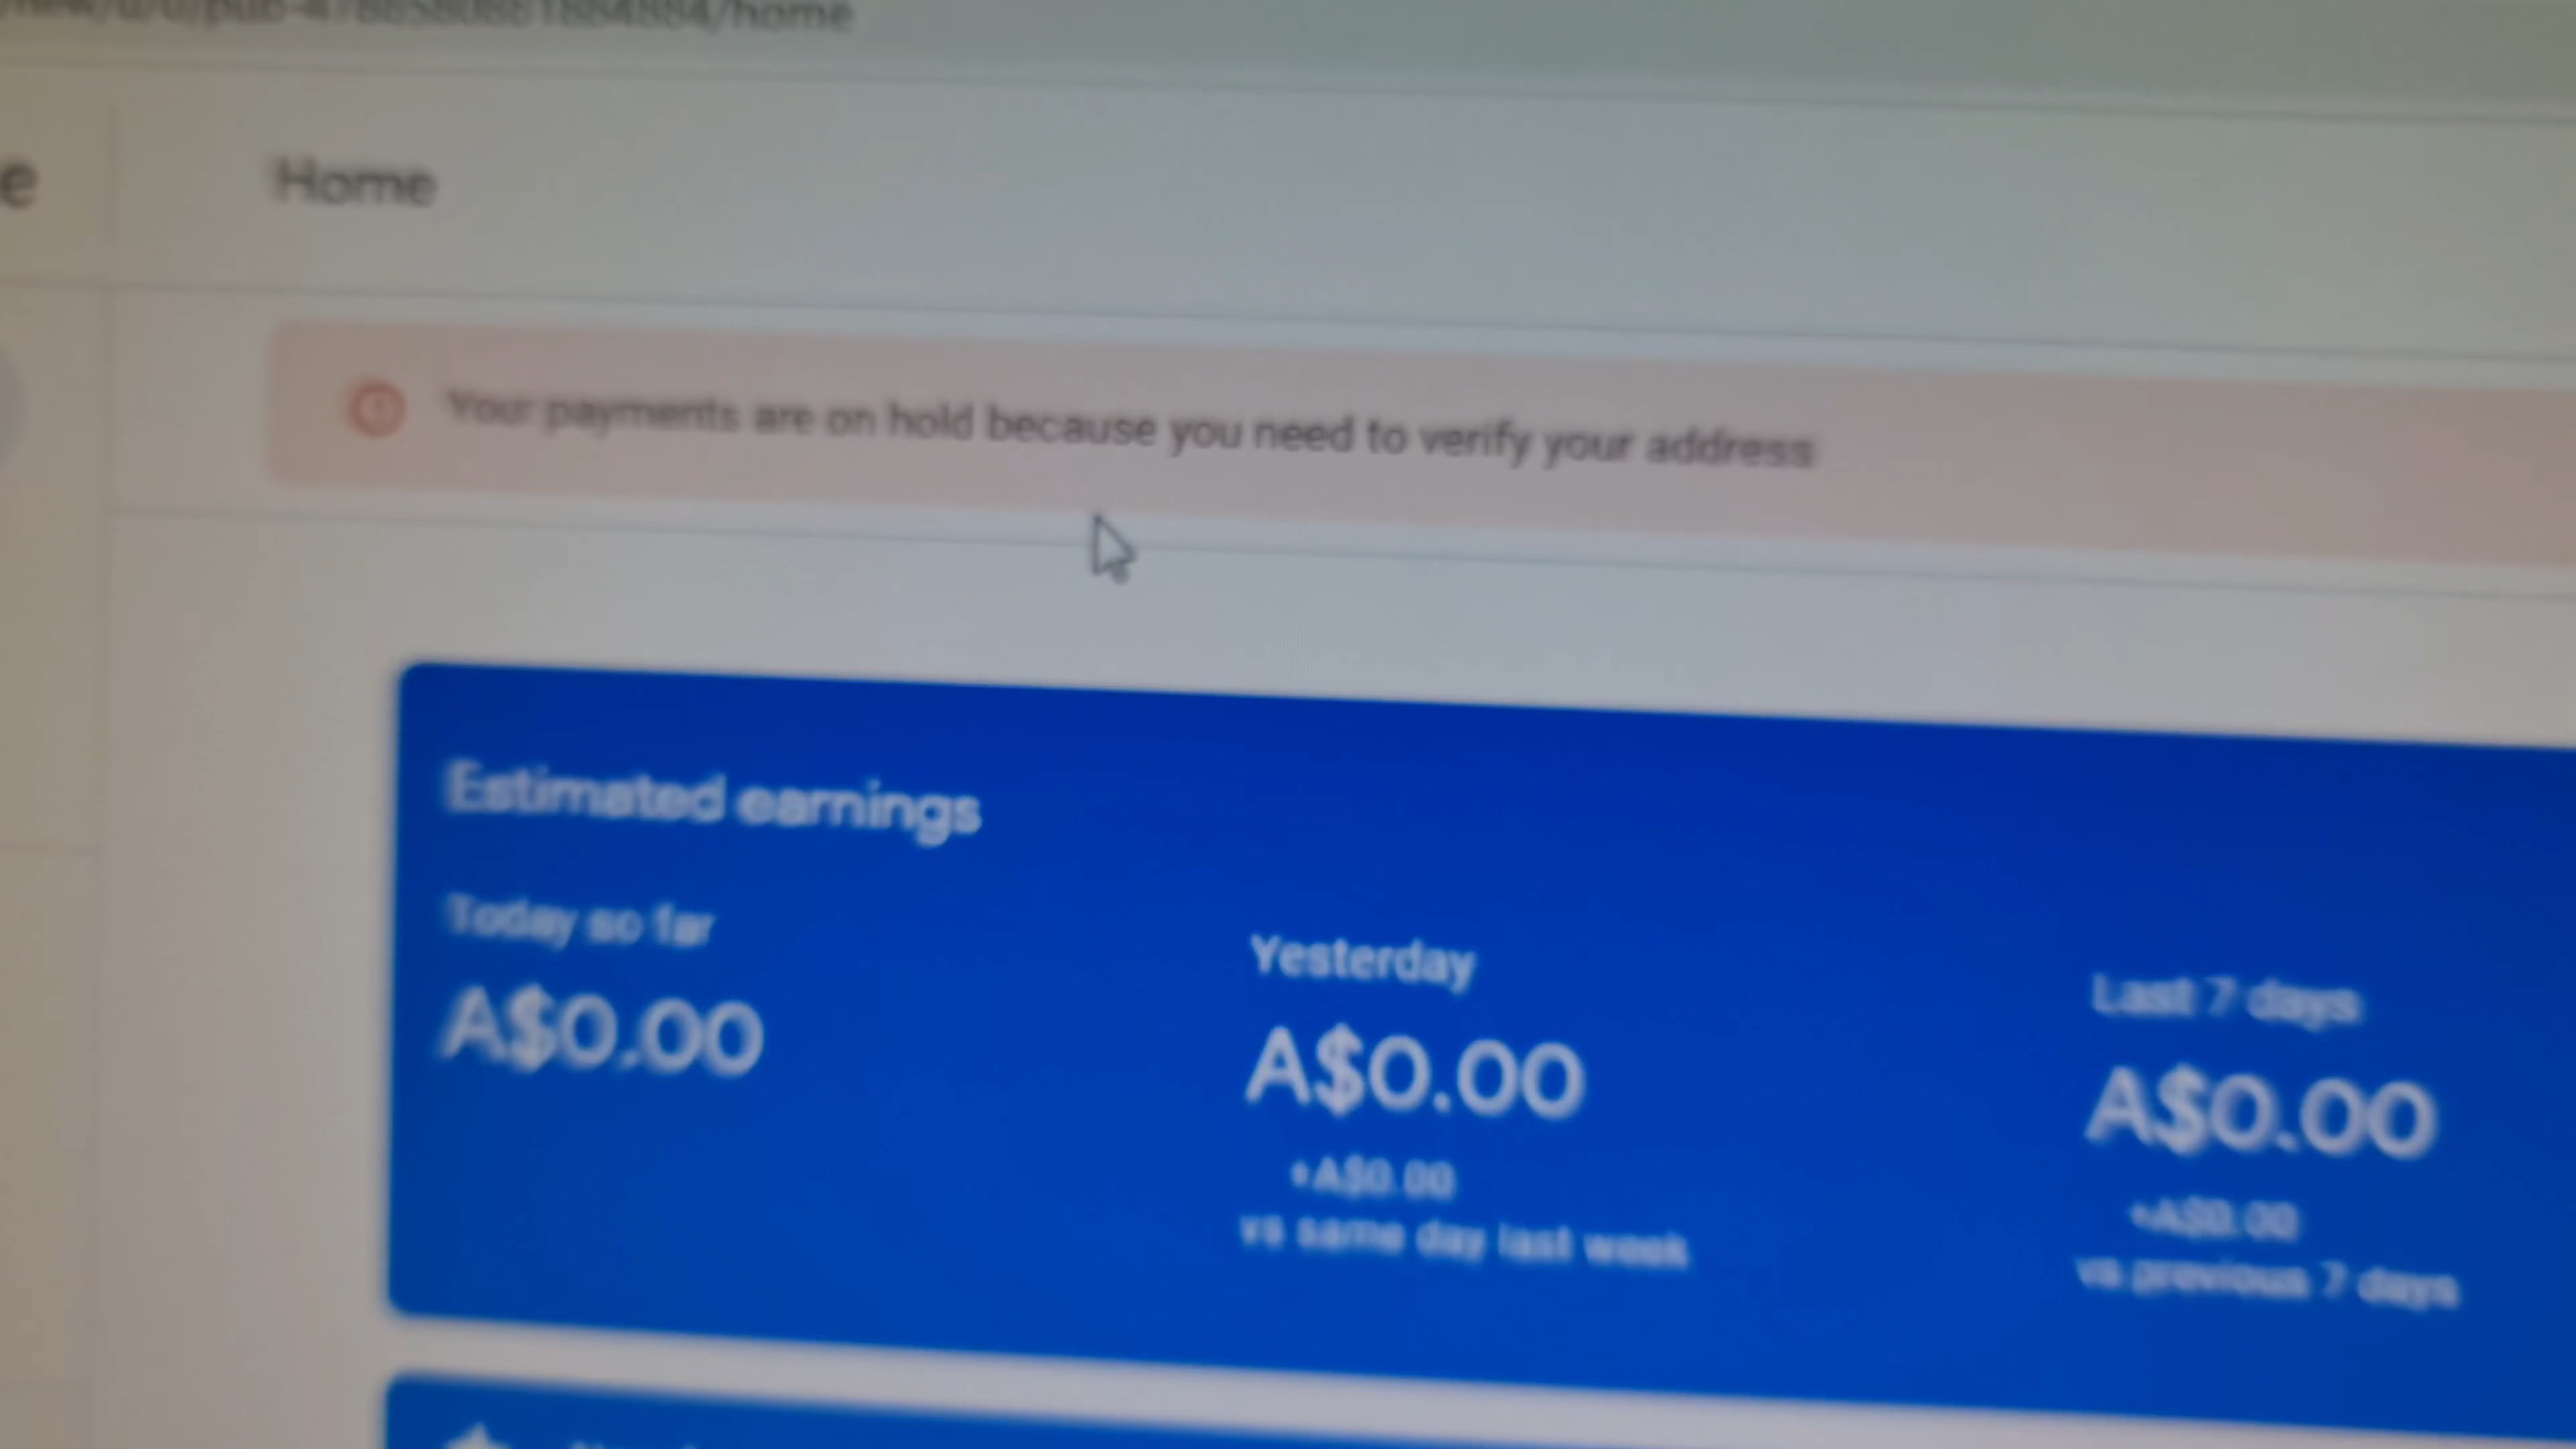 /home
Home
Your payments are on hold because you need to verify your address
Estimated earnings
Today so far
A$0.00
Yesterday
A$0.00
+A$0.00
vs same day last week
Last 7 days
A$0.00
+A$0.00
vs previous 7 days